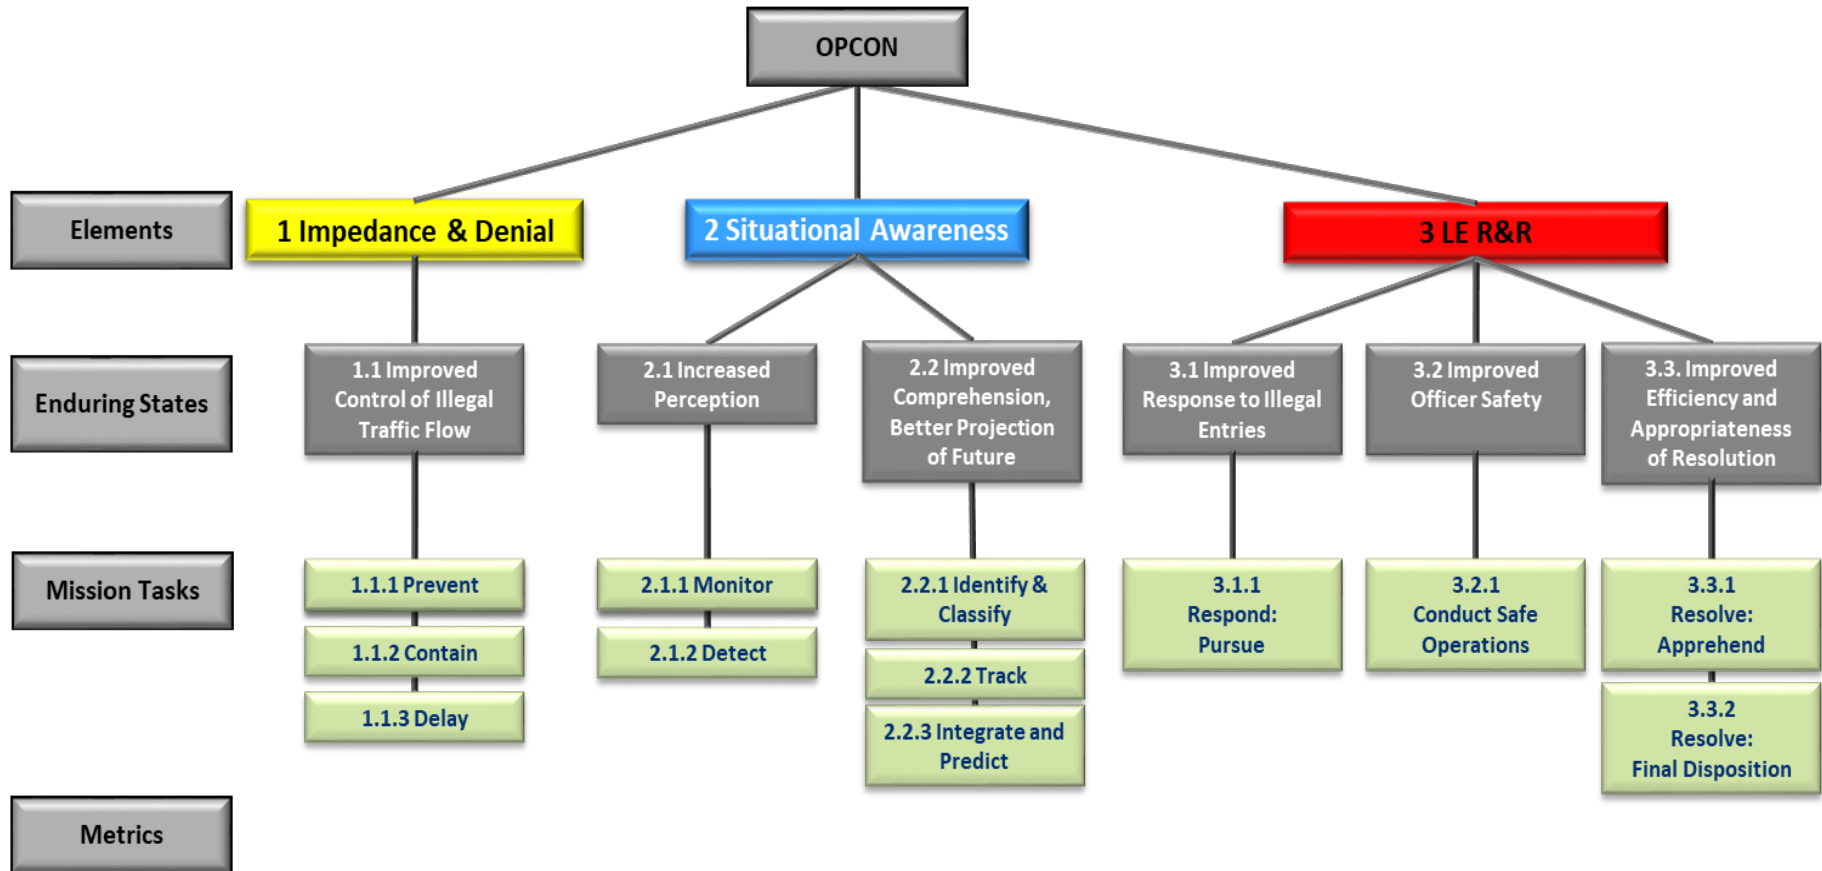 OPCON
Elements
1 Impedance & Denial
2 Situational Awareness
3 LE R&R
Enduring States
1.1 Improved
Control of Illegal
Traffic Flow
2.1 Increased
Perception
2.2 Improved
Comprehension,
Better Projection
of Future
3.1 Improved
Response to Illegal
Entries
3.2 Improved
Officer Safety
3.3. Improved
Efficiency and
Appropriateness
of Resolution
Mission Tasks
1.1.1 Prevent
1.1.2 Contain
1.1.3 Delay
2.1.1 Monitor
2.1.2 Detect
2.2.1 Identify &
Classify
2.2.2 Track
2.2.3 Integrate and
Predict
3.1.1
Respond:
Pursue
3.2.1
Conduct Safe
Operations
3.3.1
Resolve:
Apprehend
3.3.2
Resolve:
Final Disposition
Metrics